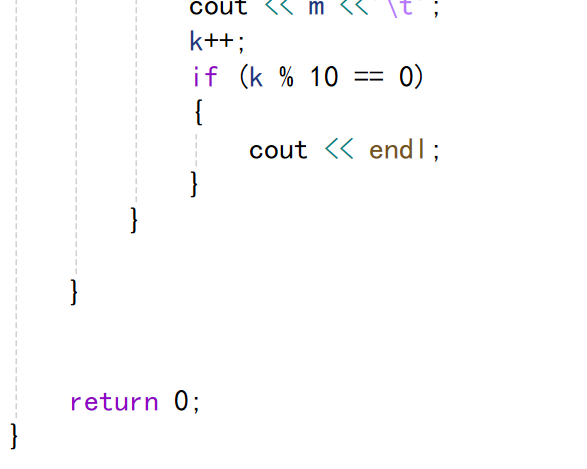 cout << m << "\t";
k++;
if (k % 10 == 0)
{
cout << endl;
}
}
}
return 0;
}